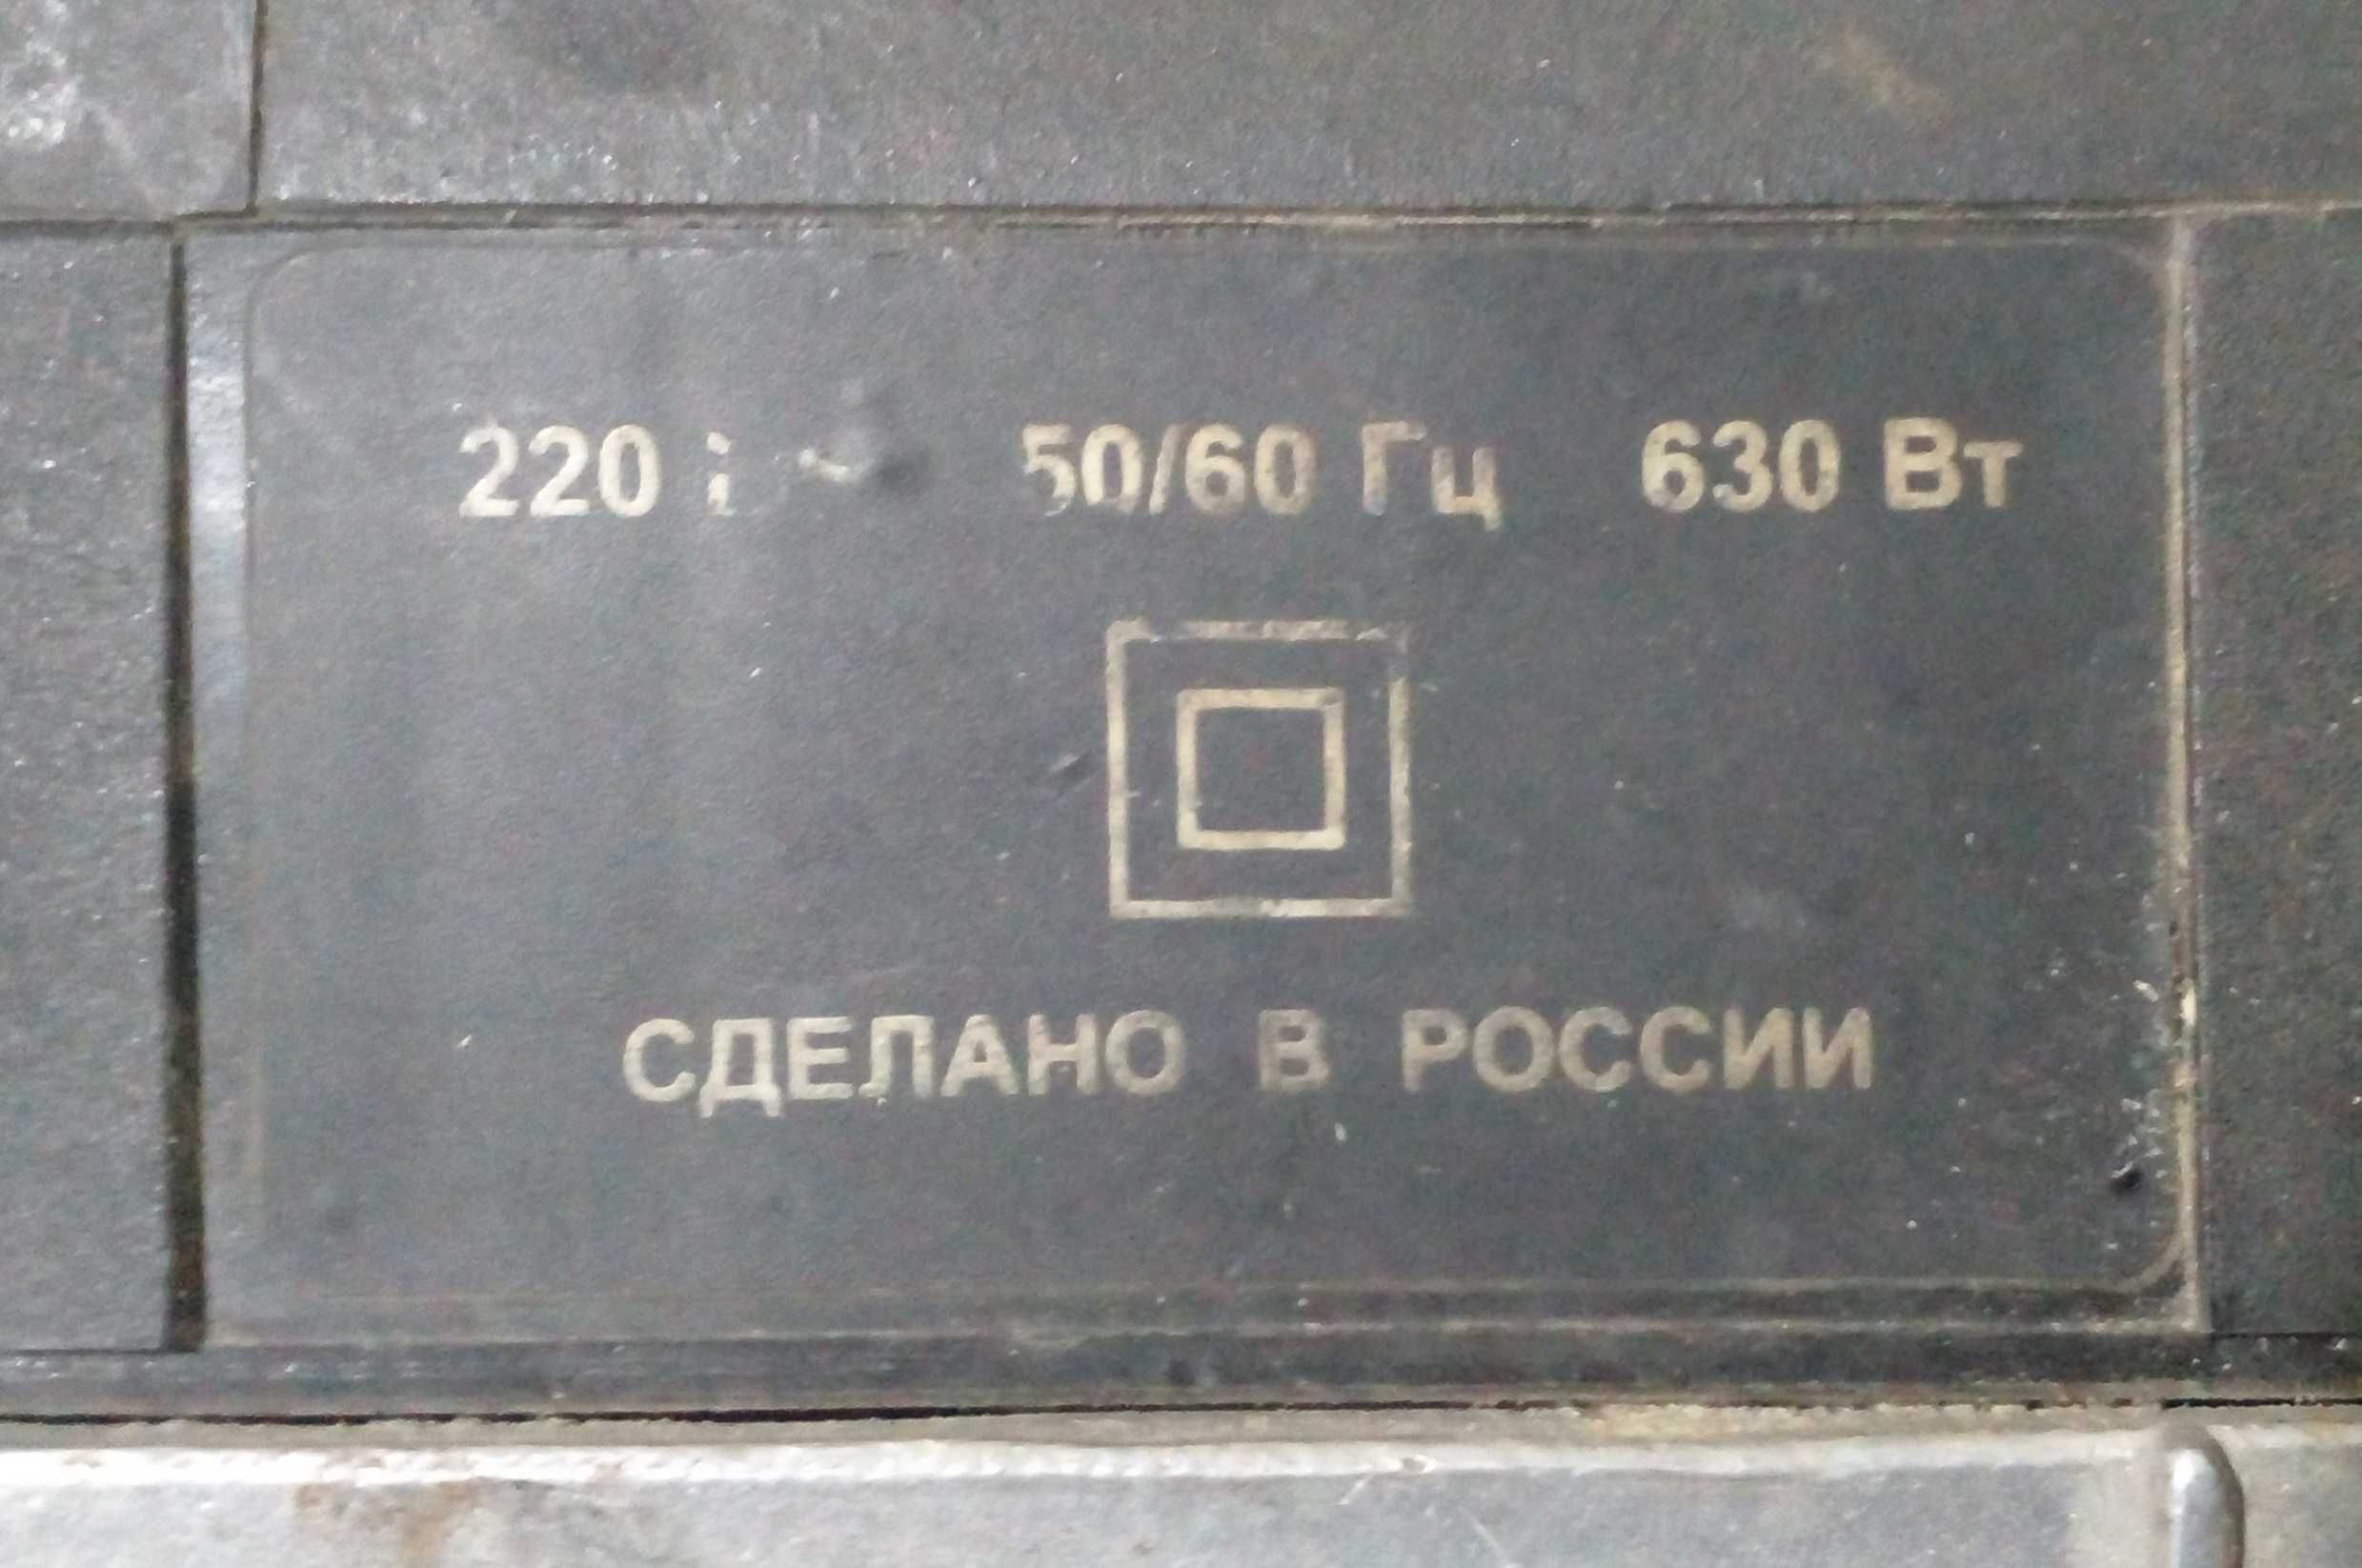 220 ~ 50/60 Гц 630 Вт
СДЕЛАНО В РОССИИ